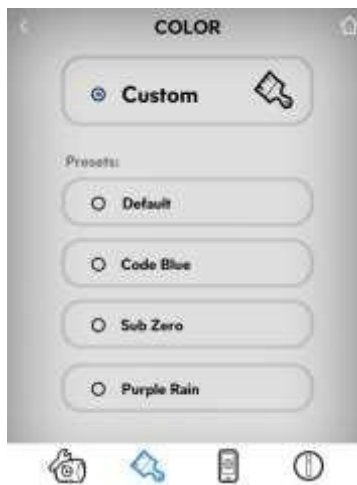 COLOR
Custom
Presets:
Default
Code Blue
Sub Zero
Purple Rain